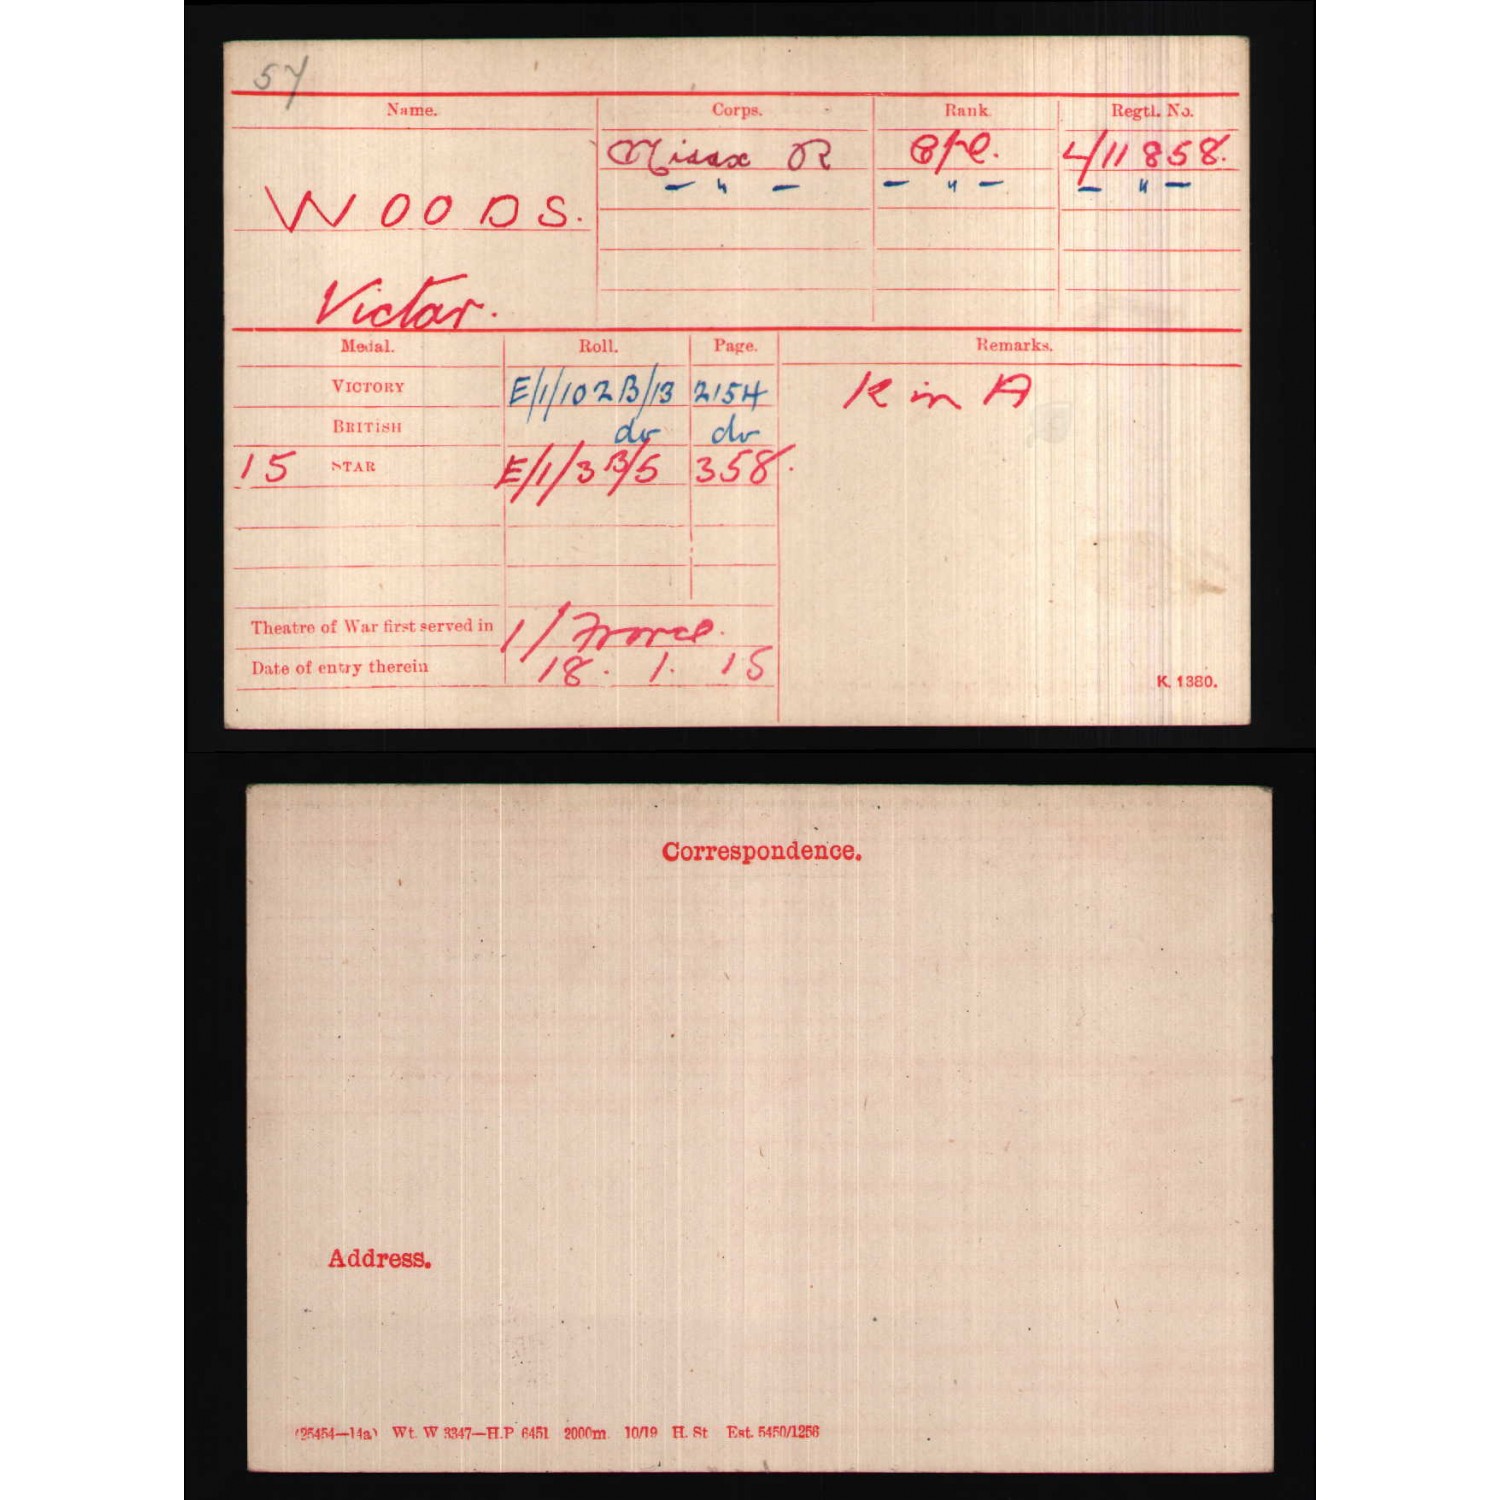 57
Name. Corps. Rank. Regtl. No.
Midsx R Cpl. L/11858.
— " — — " — — " —
WOODS.
Victor.
Medal. Roll. Page. Remarks.
VICTORY E/1/102B/13 2154 K in A
BRITISH do do
15 STAR E/1/3B/5 358.
Theatre of War first served in 1/ France.
Date of entry therein 18. 1. 15
K. 1380.
Correspondence.
Address.
(25454—14a) Wt. W 3347—H.P 6451 2000m. 10/19 H. St Est. 5450/1256